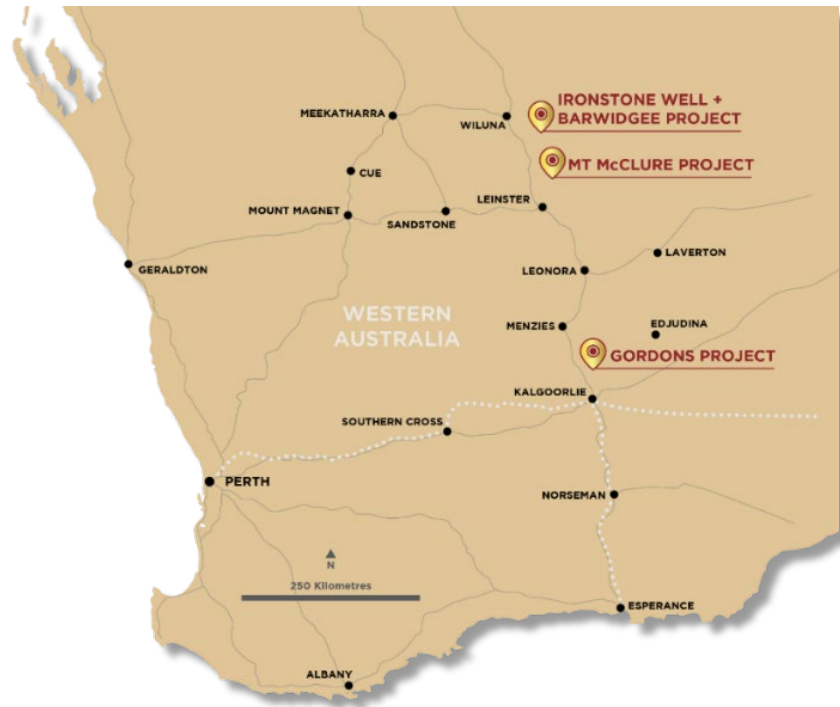 IRONSTONE WELL +
BARWIDGEE PROJECT
MEEKATHARRA
WILUNA
MT McCLURE PROJECT
CUE
LEINSTER
MOUNT MAGNET
SANDSTONE
LAVERTON
GERALDTON
LEONORA
WESTERN
AUSTRALIA
MENZIES
EDJUDINA
GORDONS PROJECT
KALGOORLIE
SOUTHERN CROSS
PERTH
NORSEMAN
N
250 Kilometres
ESPERANCE
ALBANY